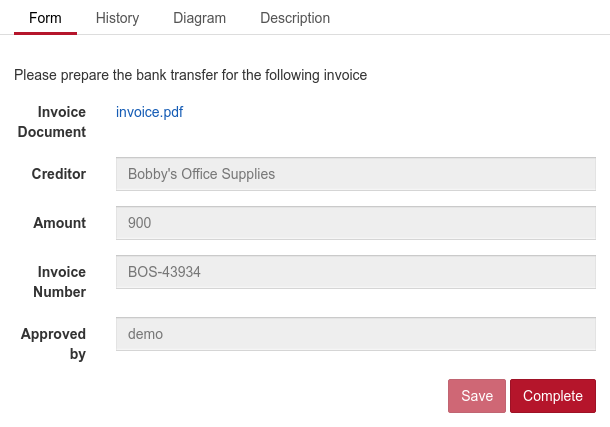 Form History Diagram Description
Please prepare the bank transfer for the following invoice
Invoice invoice.pdf
Document
Creditor Bobby's Office Supplies
Amount 900
Invoice BOS-43934
Number
Approved demo
by
Save Complete